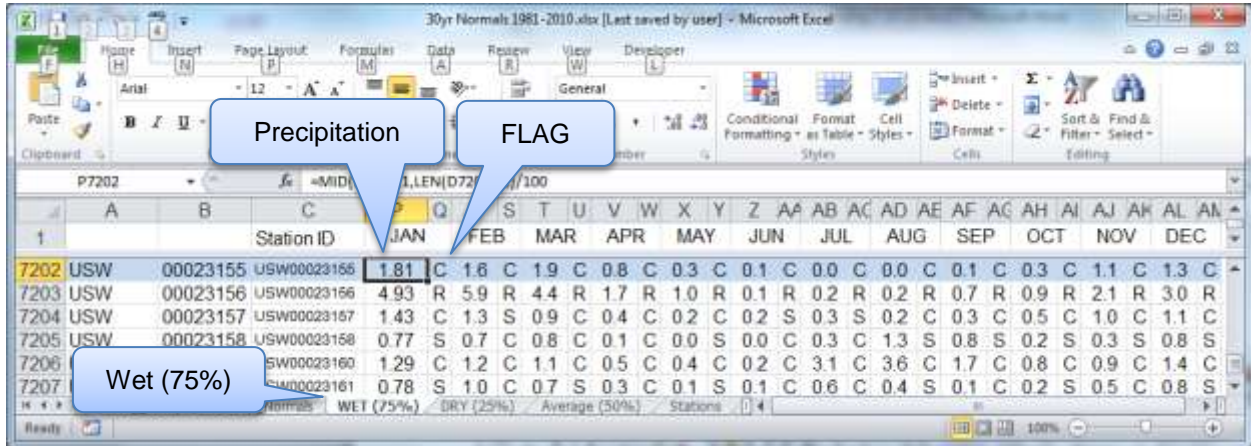 30yr Normals 1981-2010.xlsx [Last saved by user] - Microsoft Excel
1 2 3 4
File Home Insert Page Layout Formulas Data Review View Developer
F H N P M A R W L
Paste Arial 12 General Conditional Formatting Format as Table Cell Styles Insert Delete Format Sort & Filter Find & Select
B I U
Clipboard Styles Cells Editing
Precipitation
FLAG
P7202 fx
/100
A B C P Q S T U V W X Y Z AA AB AC AD AE AF AG AH AI AJ AK AL AM
1 Station ID JAN FEB MAR APR MAY JUN JUL AUG SEP OCT NOV DEC
7202 USW 00023155 USW00023155 1.81 C 1.6 C 1.9 C 0.8 C 0.3 C 0.1 C 0.0 C 0.0 C 0.1 C 0.3 C 1.1 C 1.3 C
7203 USW 00023156 USW00023156 4.93 R 5.9 R 4.4 R 1.7 R 1.0 R 0.1 R 0.2 R 0.2 R 0.7 R 0.9 R 2.1 R 3.0 R
7204 USW 00023157 USW00023157 1.43 C 1.3 S 0.9 C 0.4 C 0.2 C 0.2 S 0.3 S 0.2 C 0.3 C 0.5 C 1.0 C 1.1 C
7205 USW 00023158 USW00023158 0.77 S 0.7 C 0.8 C 0.1 C 0.0 S 0.0 C 0.3 C 1.3 S 0.8 S 0.2 S 0.3 S 0.8 S
7206 1.29 C 1.2 C 1.1 C 0.5 C 0.4 C 0.2 C 3.1 C 3.6 C 1.7 C 0.8 C 0.9 C 1.4 C
7207 0.78 S 1.0 C 0.7 S 0.3 C 0.1 S 0.1 C 0.6 C 0.4 S 0.1 C 0.2 S 0.5 C 0.8 S
Wet (75%)
Normals WET (75%) DRY (25%) Average (50%) Stations
Ready 100%